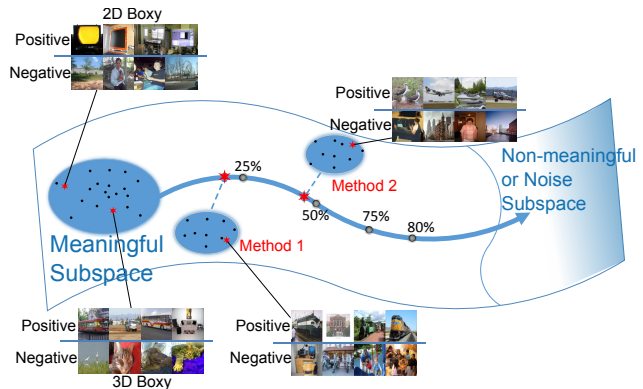 2D Boxy
Positive
Negative
Positive
Negative
25%
Method 2
50%
75%
80%
Non-meaningful
or Noise
Subspace
Meaningful
Subspace
Method 1
Positive
Negative
3D Boxy
Positive
Negative